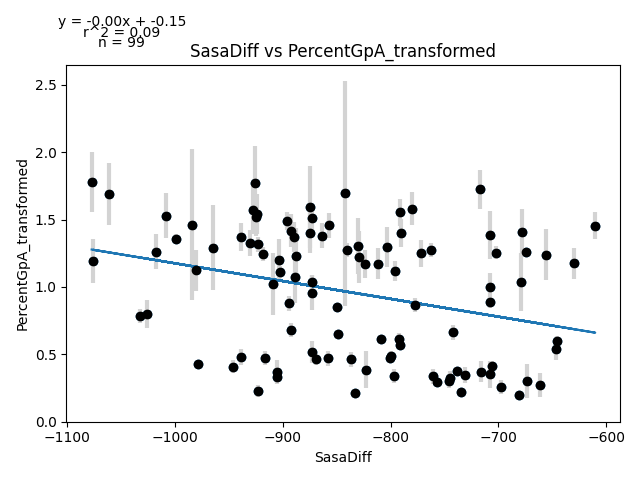 y = -0.00x + -0.15
r^2 = 0.09
n = 99
SasaDiff vs PercentGpA_transformed
PercentGpA_transformed
2.5
2.0
1.5
1.0
0.5
0.0
−1100 −1000 −900 −800 −700 −600
SasaDiff